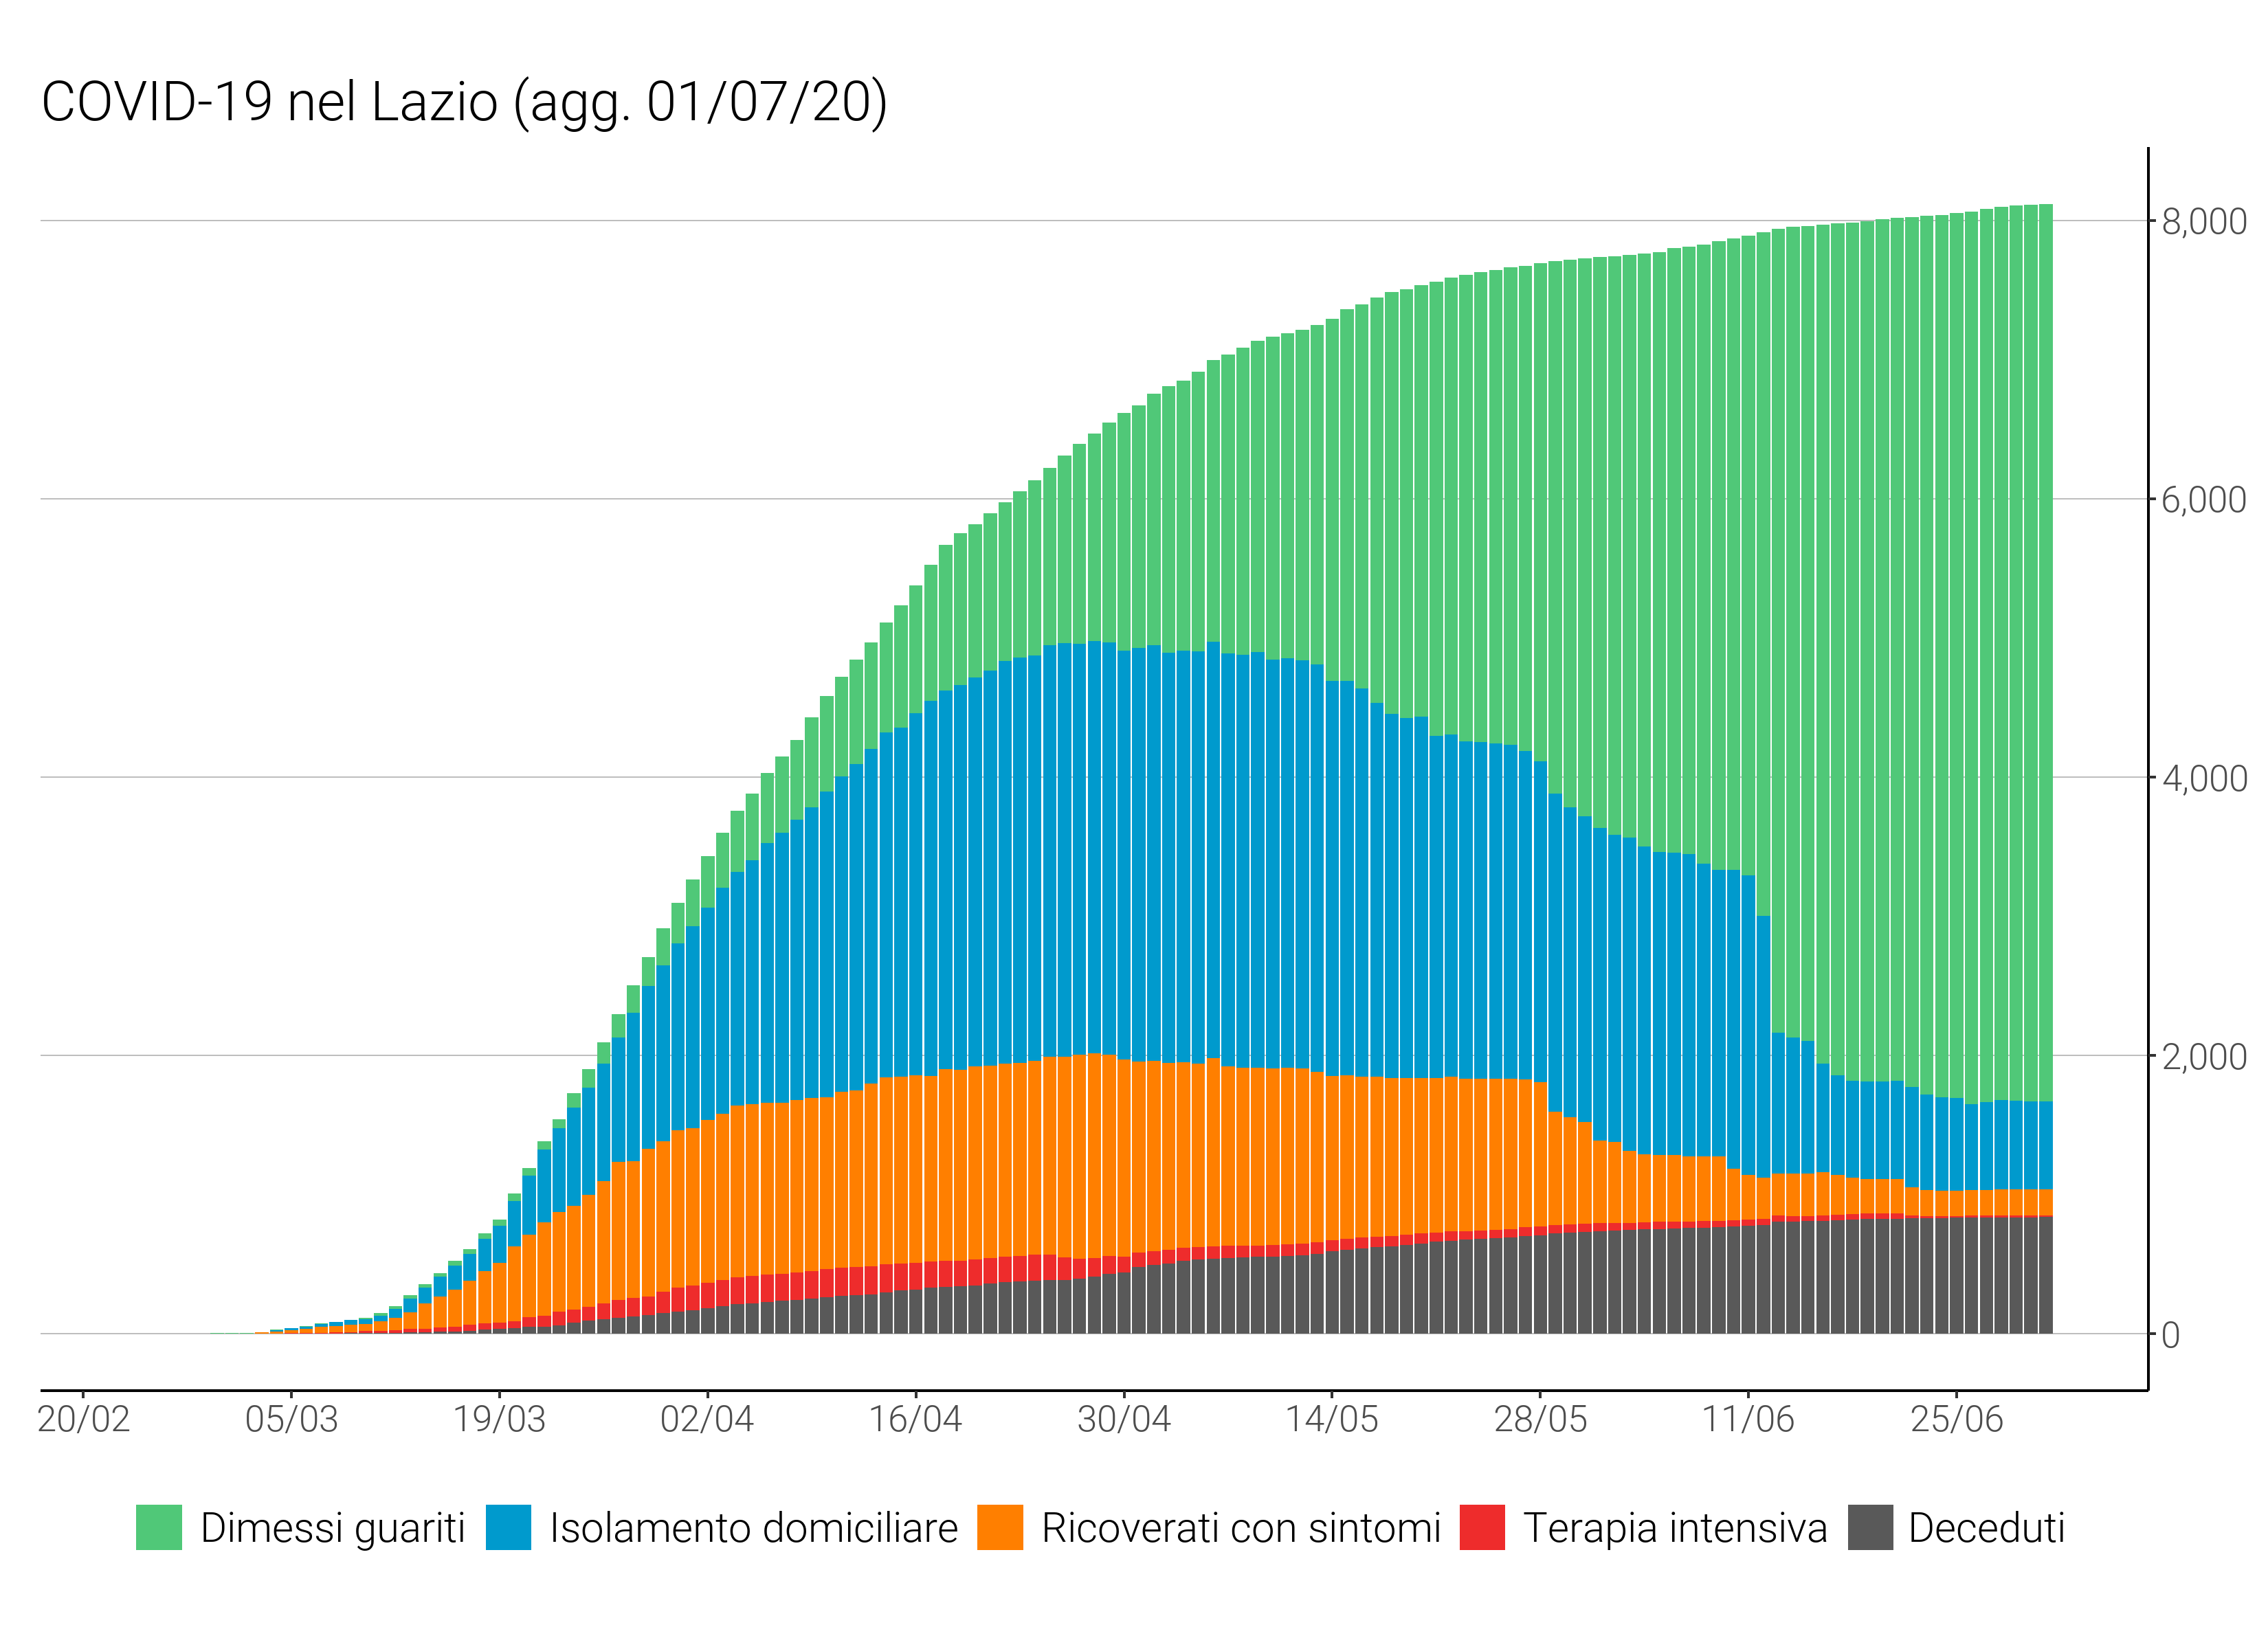 COVID-19 nel Lazio (agg. 01/07/20)
8,000
6,000
4,000
2,000
0
20/02 05/03 19/03 02/04 16/04 30/04 14/05 28/05 11/06 25/06
Dimessi guariti Isolamento domiciliare Ricoverati con sintomi Terapia intensiva Deceduti